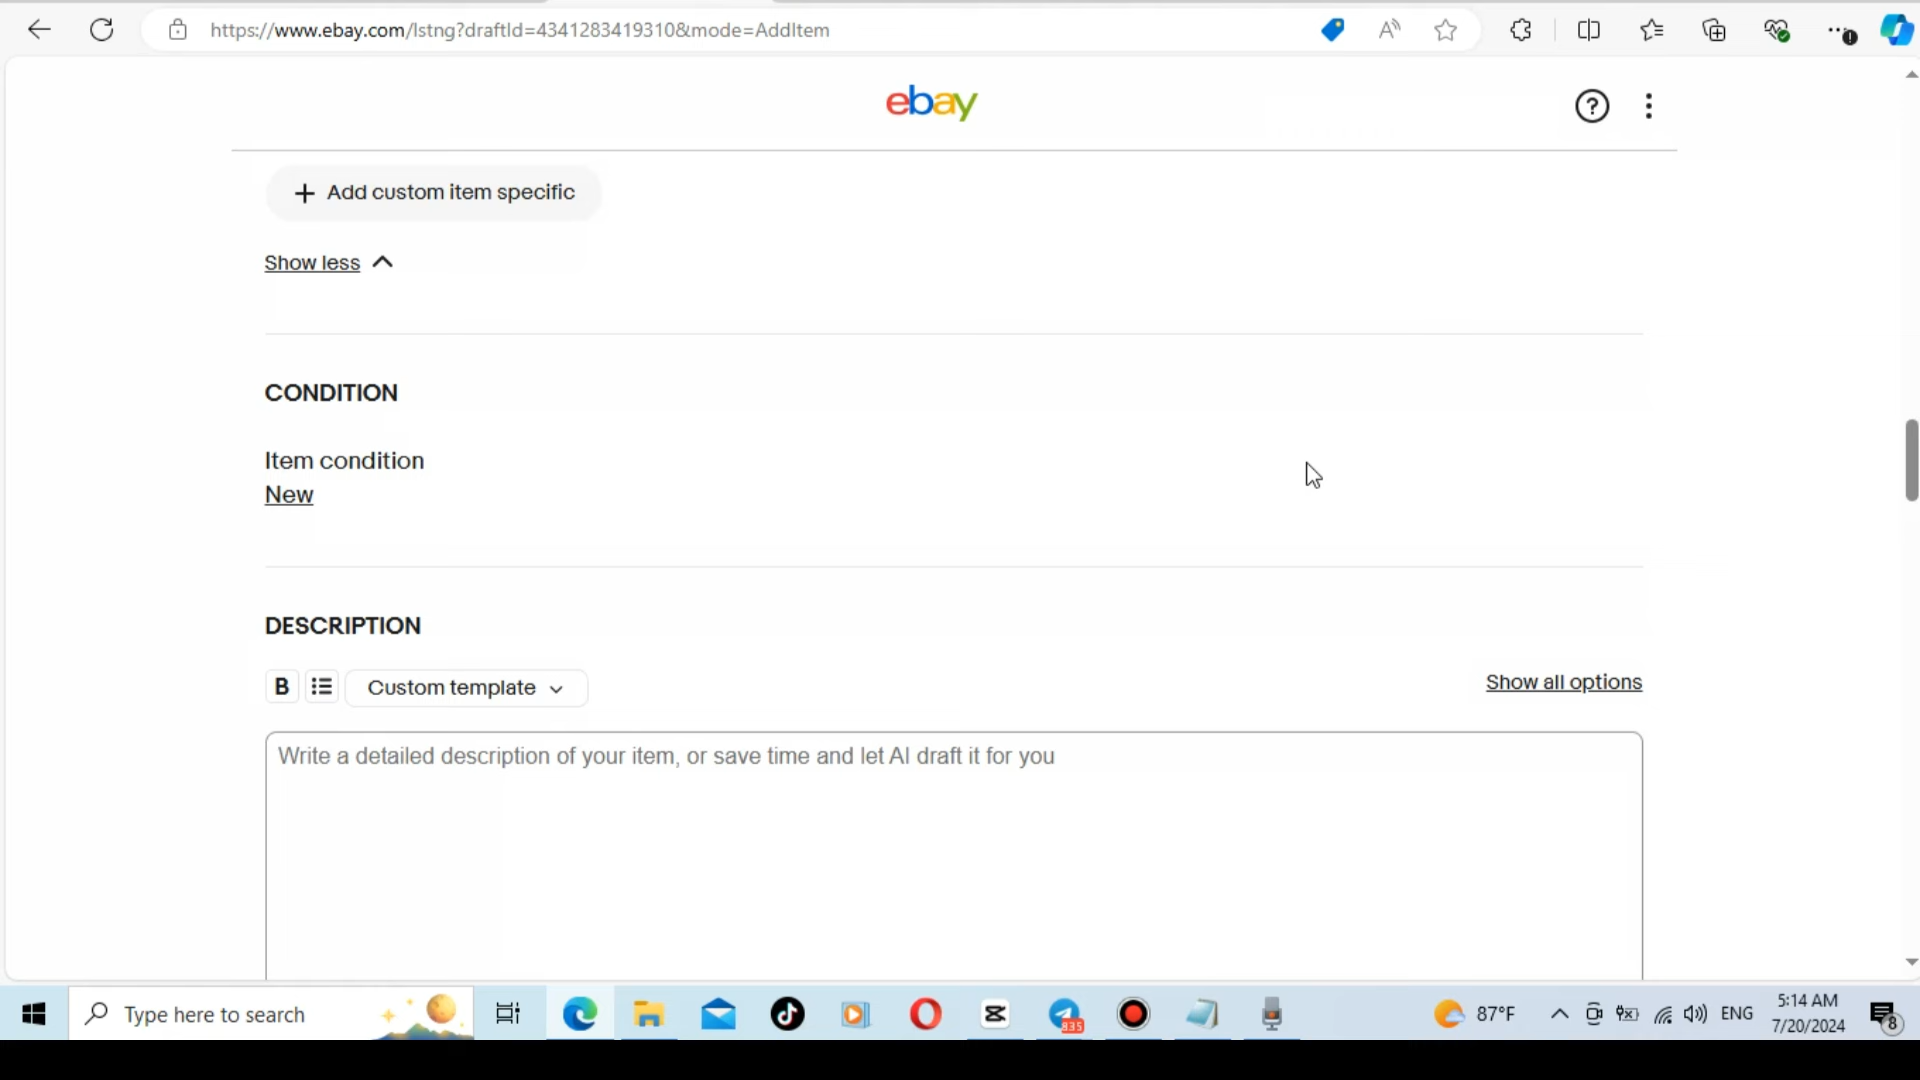 https://www.ebay.com/lstng?draftId=4341283419310&mode=AddItem
ebay
Add custom item specific
Show less
CONDITION
Item condition
New
DESCRIPTION
B
Custom template
Show all options
Write a detailed description of your item, or save time and let AI draft it for you
Type here to search
835
87°F
ENG
5:14 AM
7/20/2024
8